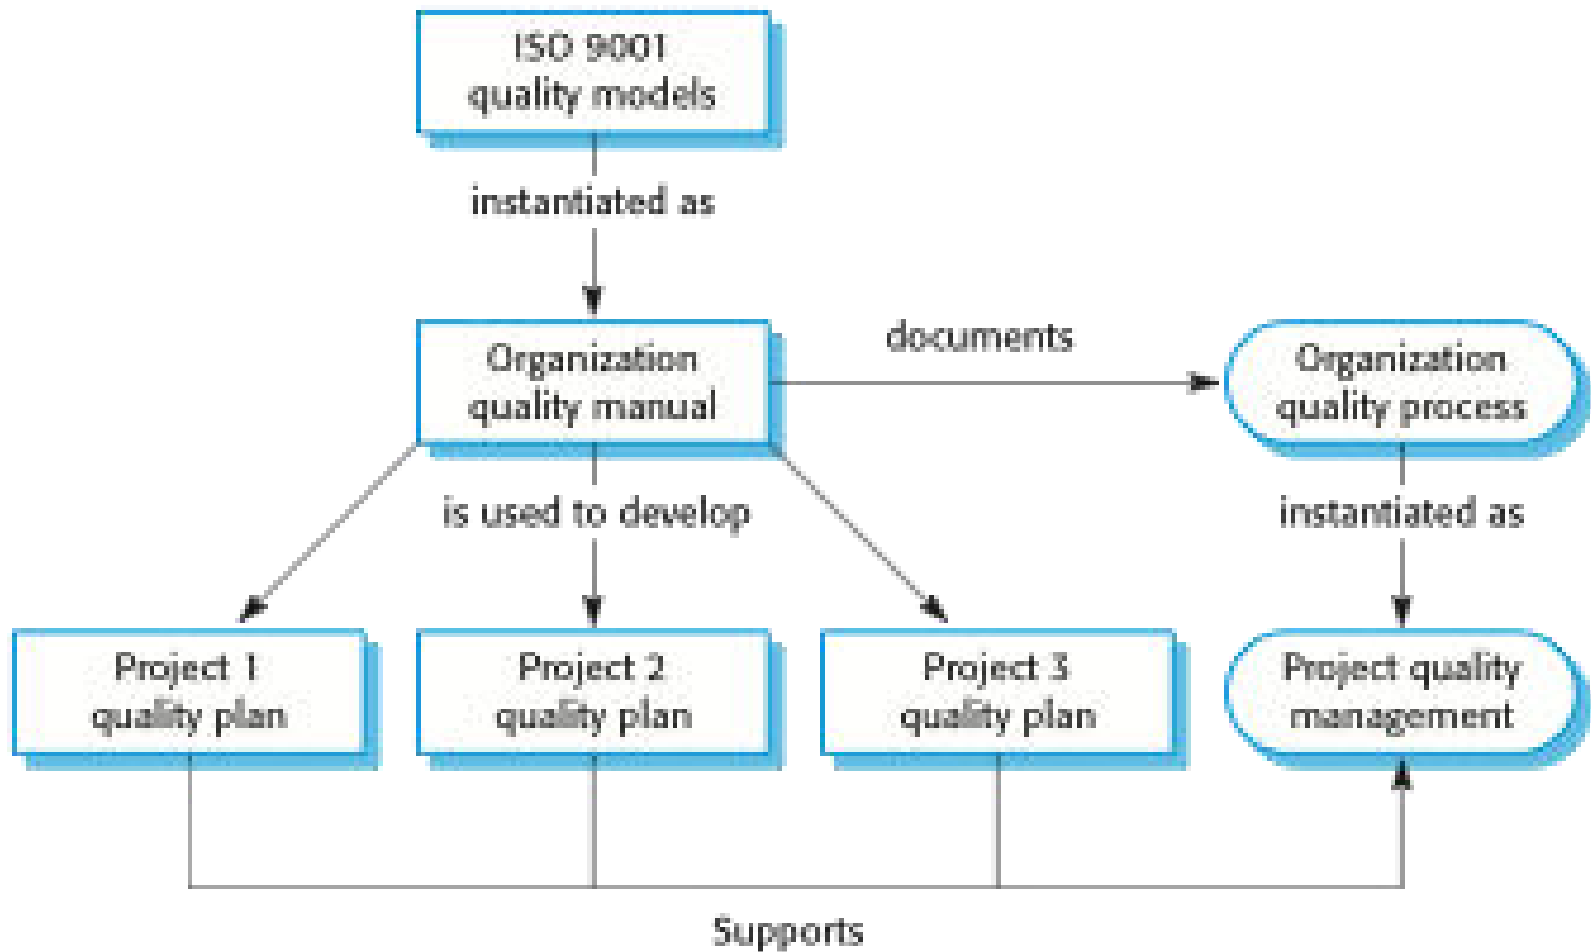 ISO 9001
quality models
instantiated as
documents
Organization
quality manual
Organization
quality process
is used to develop
instantiated as
Project 1
quality plan
Project 2
quality plan
Project 3
quality plan
Project quality
management
Supports